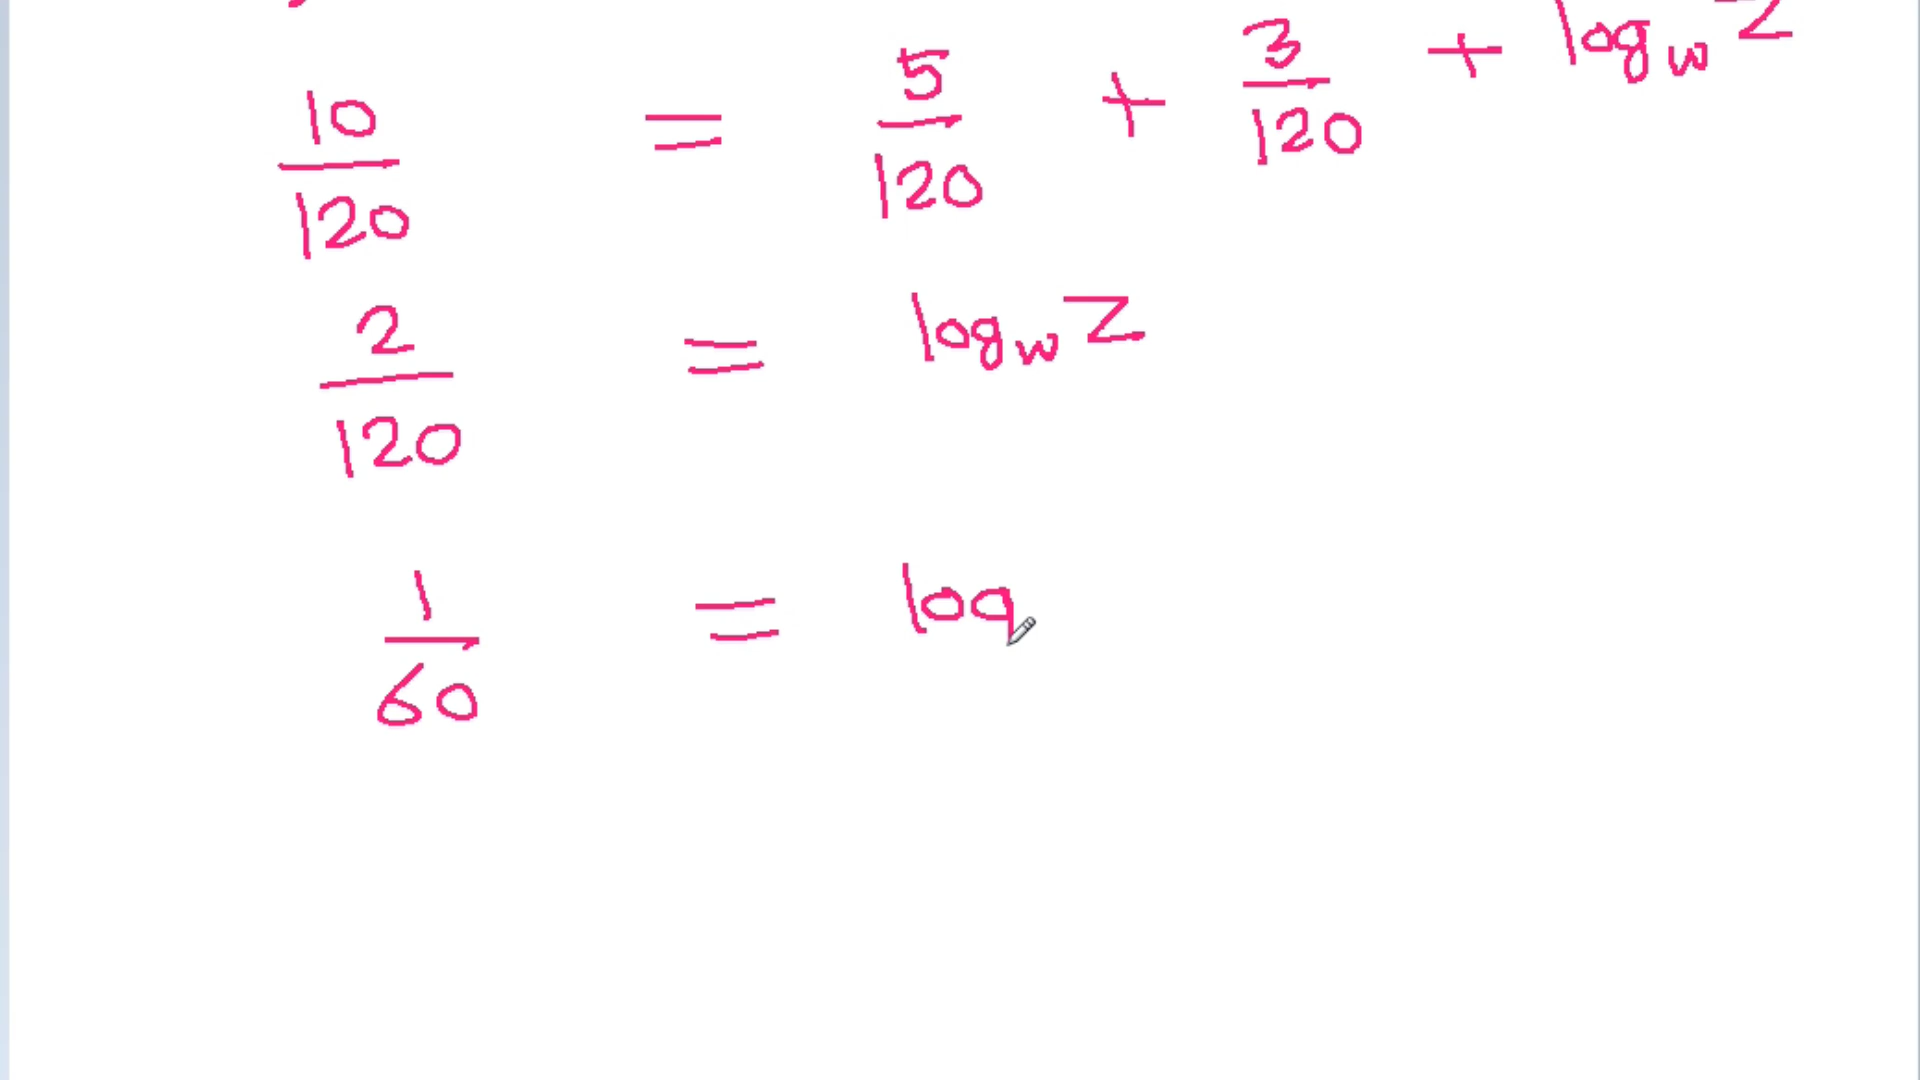 10/120 = 5/120 + 3/120 + log_w Z
2/120 = log_w Z
1/60 = log